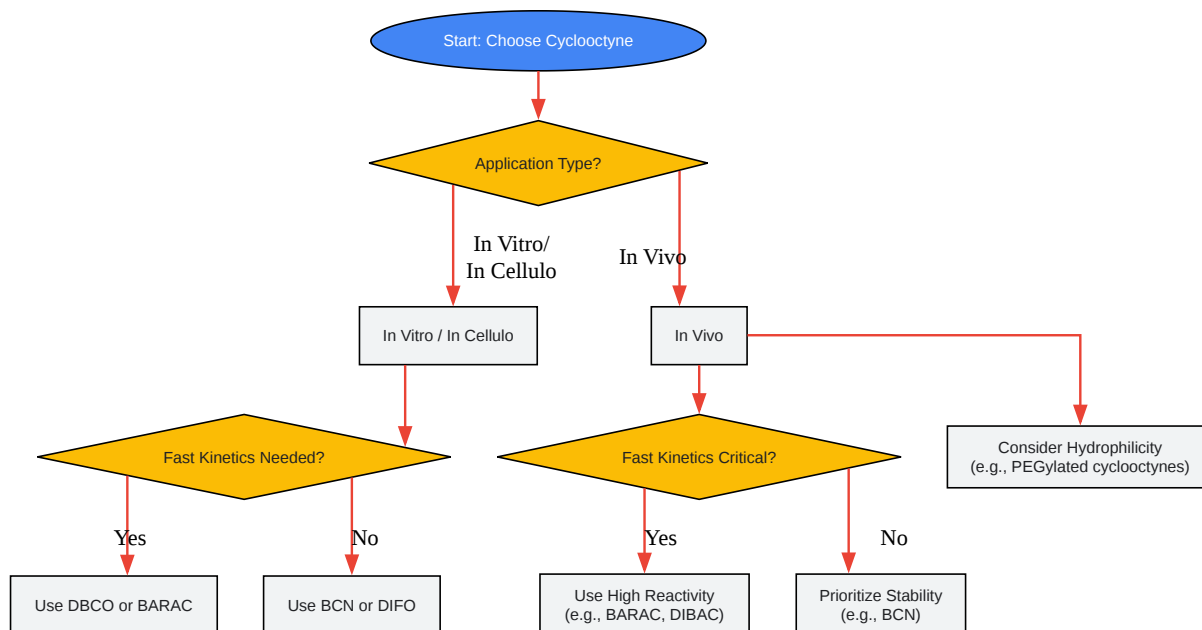 Start: Choose Cyclooctyne
Application Type?
In Vitro/
In Cellulo
In Vivo
In Vitro / In Cellulo
In Vivo
Fast Kinetics Needed?
Fast Kinetics Critical?
Consider Hydrophilicity
(e.g., PEGylated cyclooctynes)
Yes
No
Yes
No
Use DBCO or BARAC
Use BCN or DIFO
Use High Reactivity
(e.g., BARAC, DIBAC)
Prioritize Stability
(e.g., BCN)